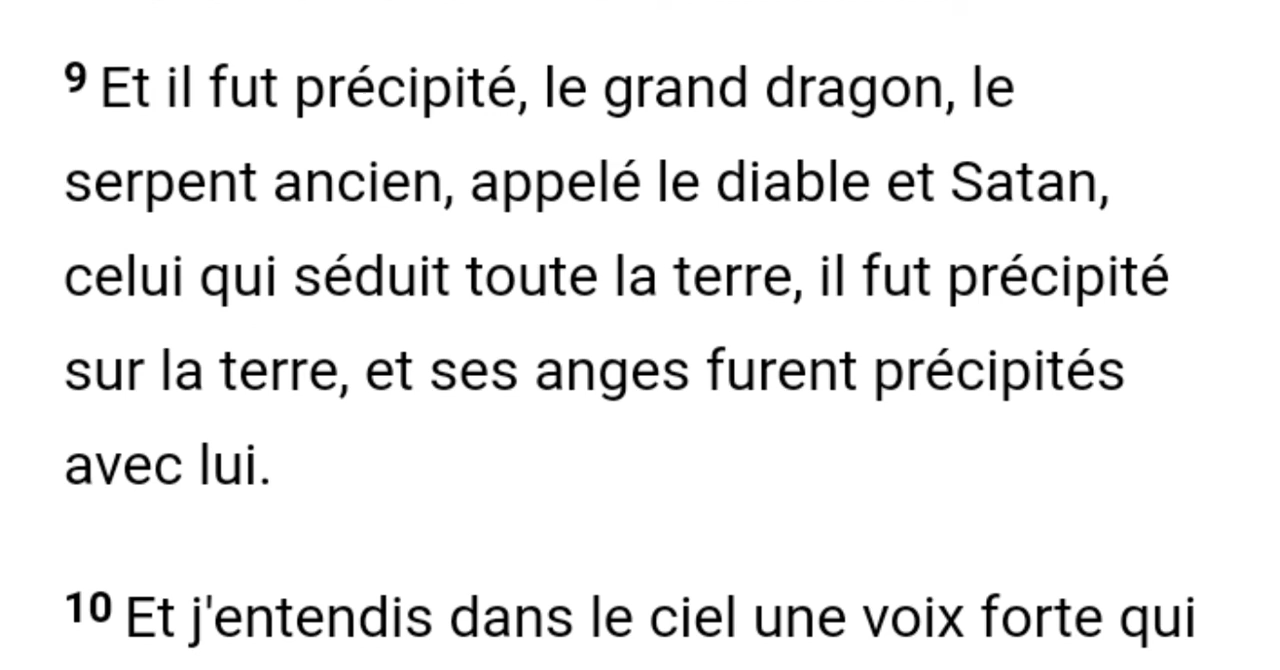 9 Et il fut précipité, le grand dragon, le
serpent ancien, appelé le diable et Satan,
celui qui séduit toute la terre, il fut précipité
sur la terre, et ses anges furent précipités
avec lui.
10 Et j'entendis dans le ciel une voix forte qui